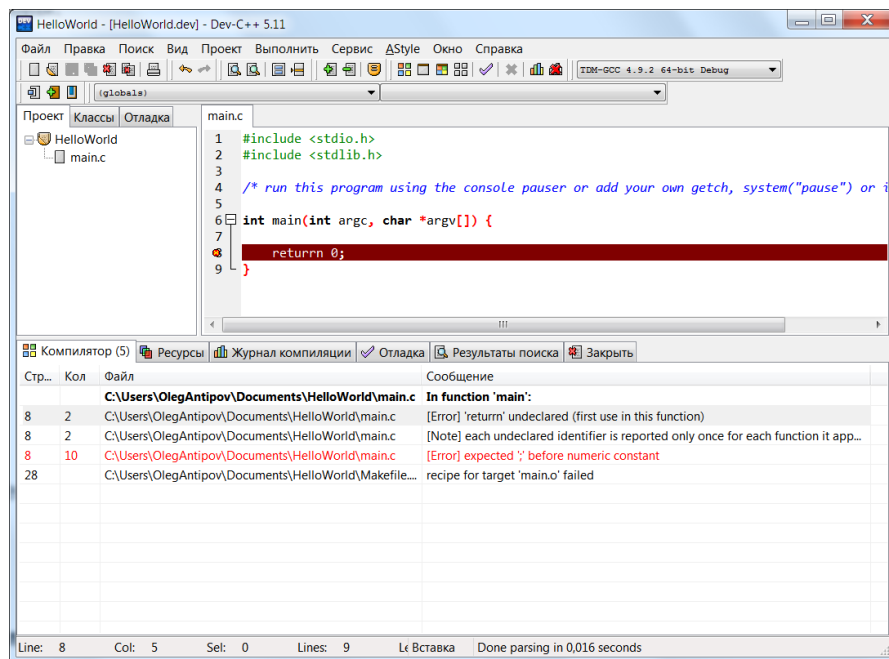 HelloWorld - [HelloWorld.dev] - Dev-C++ 5.11
Файл Правка Поиск Вид Проект Выполнить Сервис AStyle Окно Справка
TDM-GCC 4.9.2 64-bit Debug
(globals)
Проект Классы Отладка
main.c
HelloWorld
main.c
1 #include <stdio.h>
2 #include <stdlib.h>
3
4 /* run this program using the console pauser or add your own getch, system("pause") or i
5
6 int main(int argc, char *argv[]) {
7
returrn 0;
9 }
Компилятор (5) Ресурсы Журнал компиляции Отладка Результаты поиска Закрыть
Стр... Кол Файл Сообщение
C:\Users\OlegAntipov\Documents\HelloWorld\main.c In function 'main':
8 2 C:\Users\OlegAntipov\Documents\HelloWorld\main.c [Error] 'returrn' undeclared (first use in this function)
8 2 C:\Users\OlegAntipov\Documents\HelloWorld\main.c [Note] each undeclared identifier is reported only once for each function it app...
8 10 C:\Users\OlegAntipov\Documents\HelloWorld\main.c [Error] expected ';' before numeric constant
28 C:\Users\OlegAntipov\Documents\HelloWorld\Makefile.... recipe for target 'main.o' failed
Line: 8 Col: 5 Sel: 0 Lines: 9 Le Вставка Done parsing in 0,016 seconds